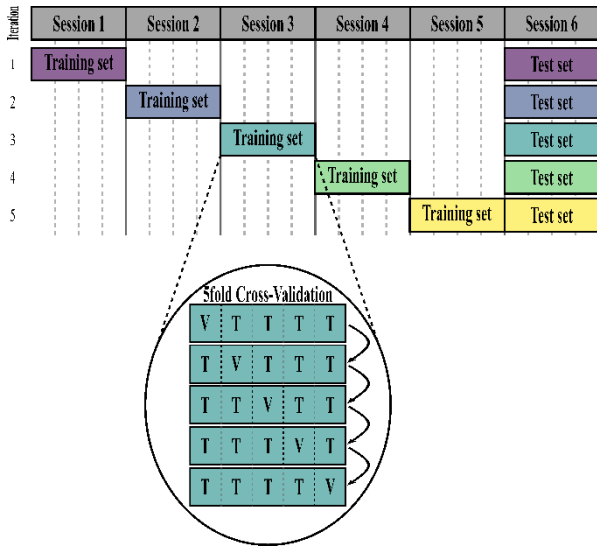 Iteration Session 1 Session 2 Session 3 Session 4 Session 5 Session 6
1 Training set Test set
2 Training set Test set
3 Training set Test set
4 Training set Test set
5 Training set Test set
5fold Cross-Validation
V T T T T
T V T T T
T T V T T
T T T V T
T T T T V